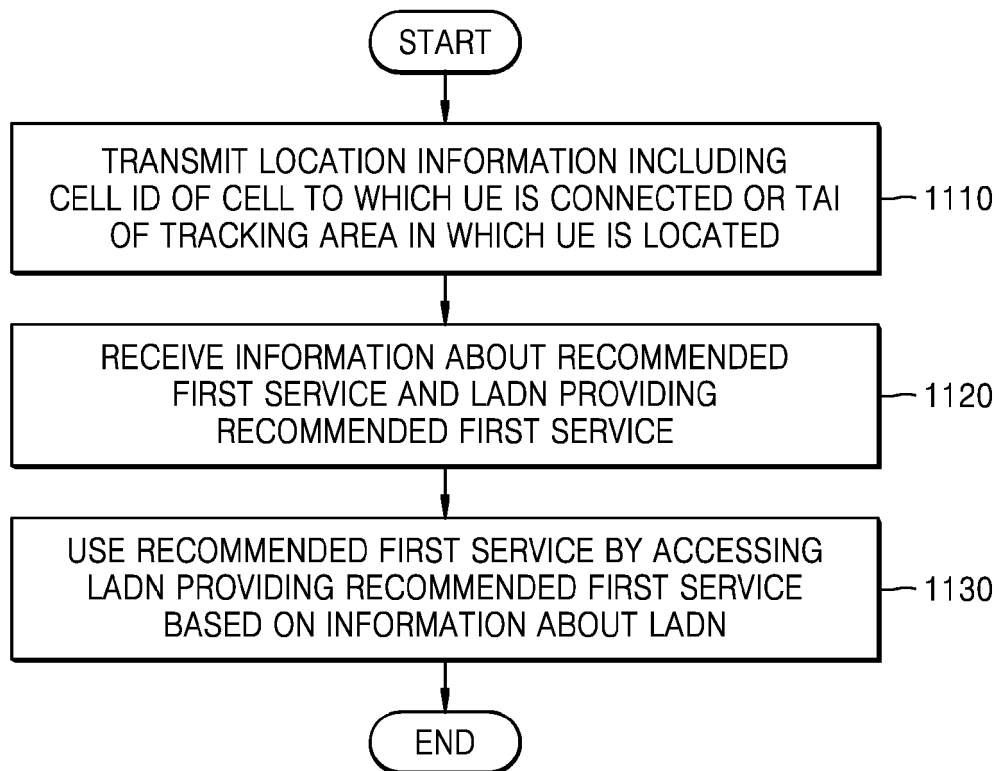 START
TRANSMIT LOCATION INFORMATION INCLUDING
CELL ID OF CELL TO WHICH UE IS CONNECTED OR TAI
OF TRACKING AREA IN WHICH UE IS LOCATED
1110
RECEIVE INFORMATION ABOUT RECOMMENDED
FIRST SERVICE AND LADN PROVIDING
RECOMMENDED FIRST SERVICE
1120
USE RECOMMENDED FIRST SERVICE BY ACCESSING
LADN PROVIDING RECOMMENDED FIRST SERVICE
BASED ON INFORMATION ABOUT LADN
1130
END